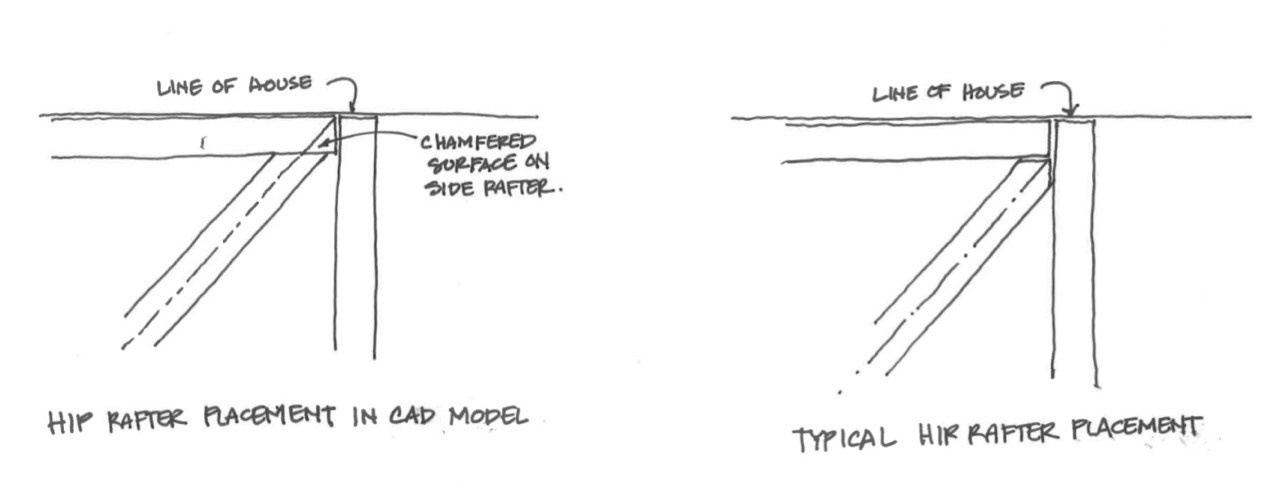 LINE OF HOUSE
CHAMFERED
SURFACE ON
SIDE RAFTER.
HIP RAFTER PLACEMENT IN CAD MODEL
LINE OF HOUSE
TYPICAL HIP RAFTER PLACEMENT